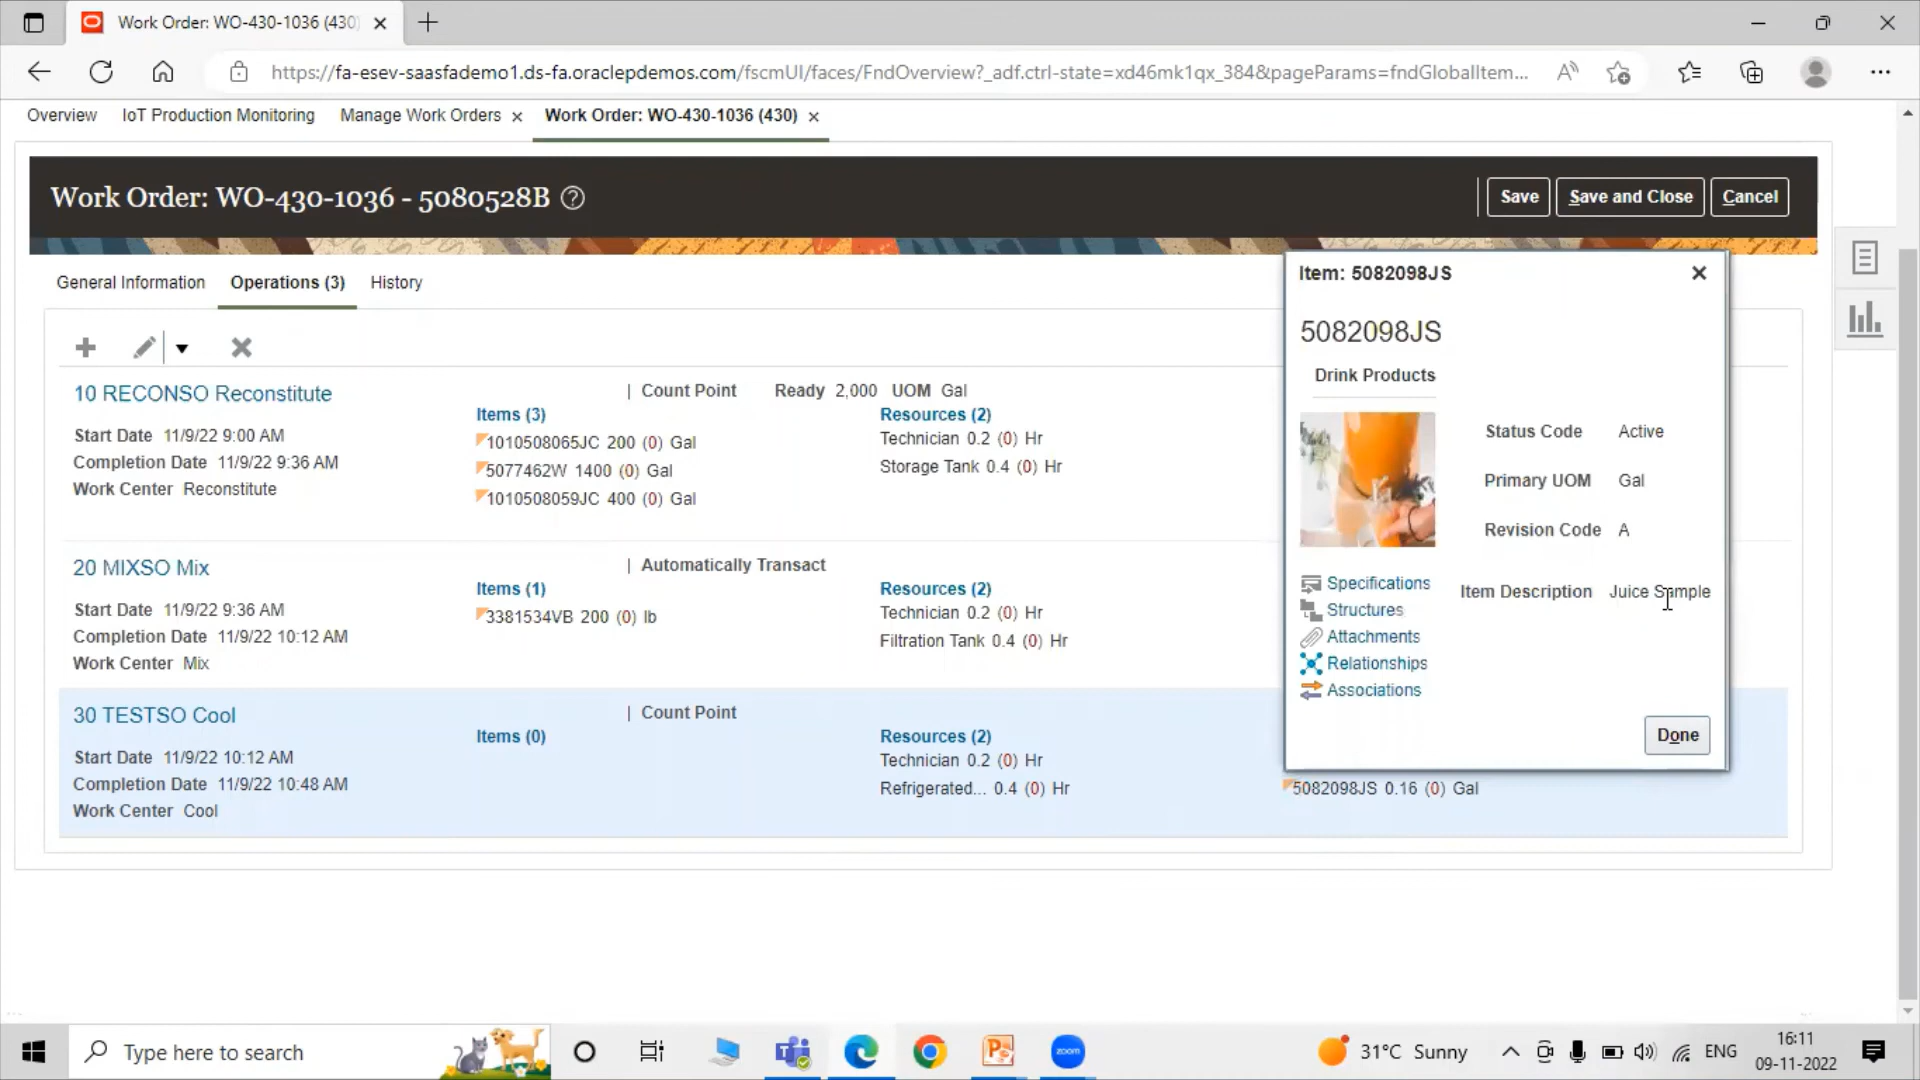 Work Order: WO-430-1036 (430)
https://fa-esev-saasfademo1.ds-fa.oraclepdemos.com/fscmUI/faces/FndOverview?_adf.ctrl-state=xd46mk1qx_384&pageParams=fndGlobalItem...
Overview IoT Production Monitoring Manage Work Orders Work Order: WO-430-1036 (430)
Work Order: WO-430-1036 - 5080528B
Save Save and Close Cancel
General Information Operations (3) History
10 RECONSO Reconstitute
Start Date 11/9/22 9:00 AM
Completion Date 11/9/22 9:36 AM
Work Center Reconstitute
| Count Point Ready 2,000 UOM Gal
Items (3)
1010508065JC 200 (0) Gal
5077462W 1400 (0) Gal
1010508059JC 400 (0) Gal
Resources (2)
Technician 0.2 (0) Hr
Storage Tank 0.4 (0) Hr
20 MIXSO Mix
Start Date 11/9/22 9:36 AM
Completion Date 11/9/22 10:12 AM
Work Center Mix
| Automatically Transact
Items (1)
3381534VB 200 (0) lb
Resources (2)
Technician 0.2 (0) Hr
Filtration Tank 0.4 (0) Hr
30 TESTSO Cool
Start Date 11/9/22 10:12 AM
Completion Date 11/9/22 10:48 AM
Work Center Cool
| Count Point
Items (0)
Resources (2)
Technician 0.2 (0) Hr
Refrigerated... 0.4 (0) Hr
5082098JS 0.16 (0) Gal
Item: 5082098JS
5082098JS
Drink Products
Status Code Active
Primary UOM Gal
Revision Code A
Item Description Juice Sample
Specifications
Structures
Attachments
Relationships
Associations
Done
Type here to search
zoom
31°C Sunny
ENG
16:11
09-11-2022